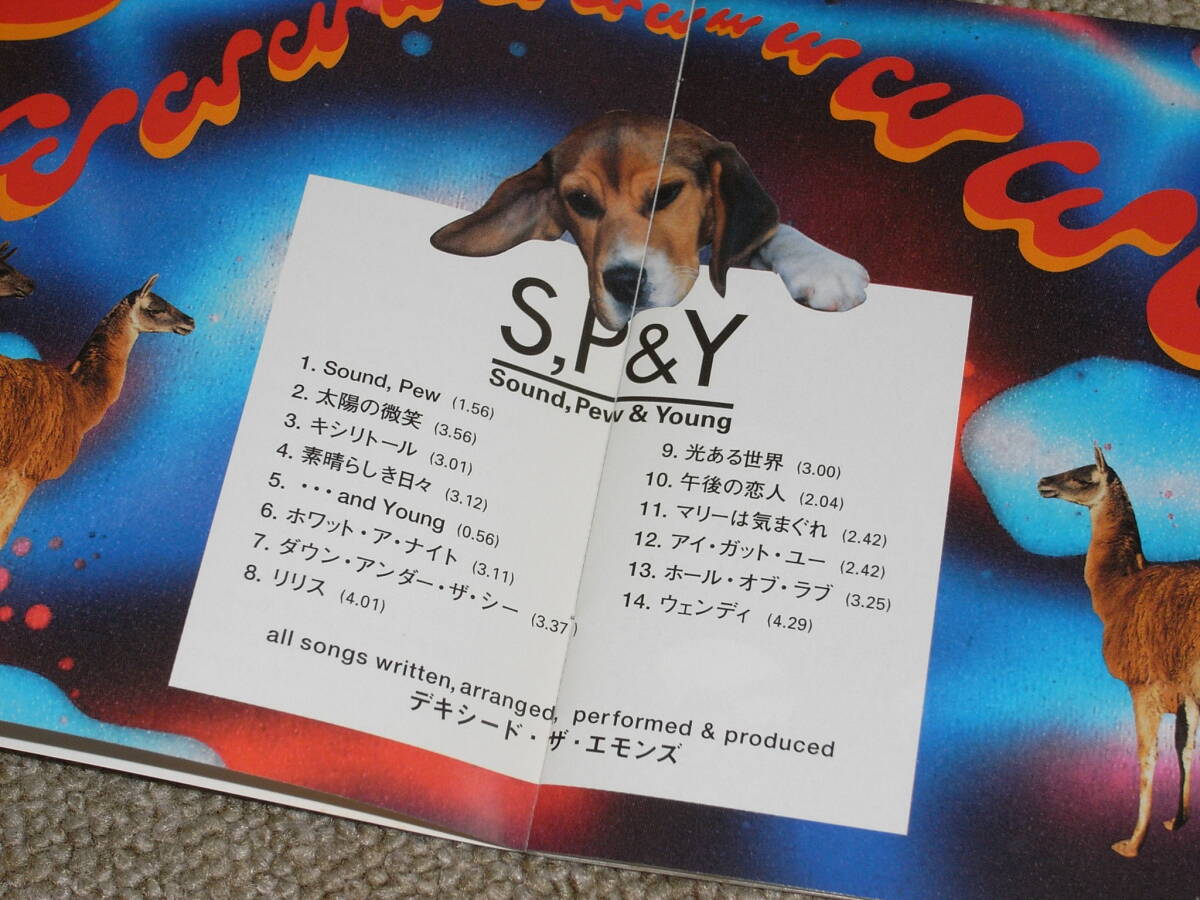 S,P&Y
Sound,Pew & Young
1. Sound, Pew (1.56)
2. 太陽の微笑 (3.56)
3. キシリトール (3.01)
4. 素晴らしき日々 (3.12)
5. ・・・and Young (0.56)
6. ホワット・ア・ナイト (3.11)
7. ダウン・アンダー・ザ・シー (3.37)
8. リリス (4.01)
9. 光ある世界 (3.00)
10. 午後の恋人 (2.04)
11. マリーは気まぐれ (2.42)
12. アイ・ガット・ユー (2.42)
13. ホール・オブ・ラブ (3.25)
14. ウェンディ (4.29)
all songs written, arranged, performed & produced
デキシード・ザ・エモンズ